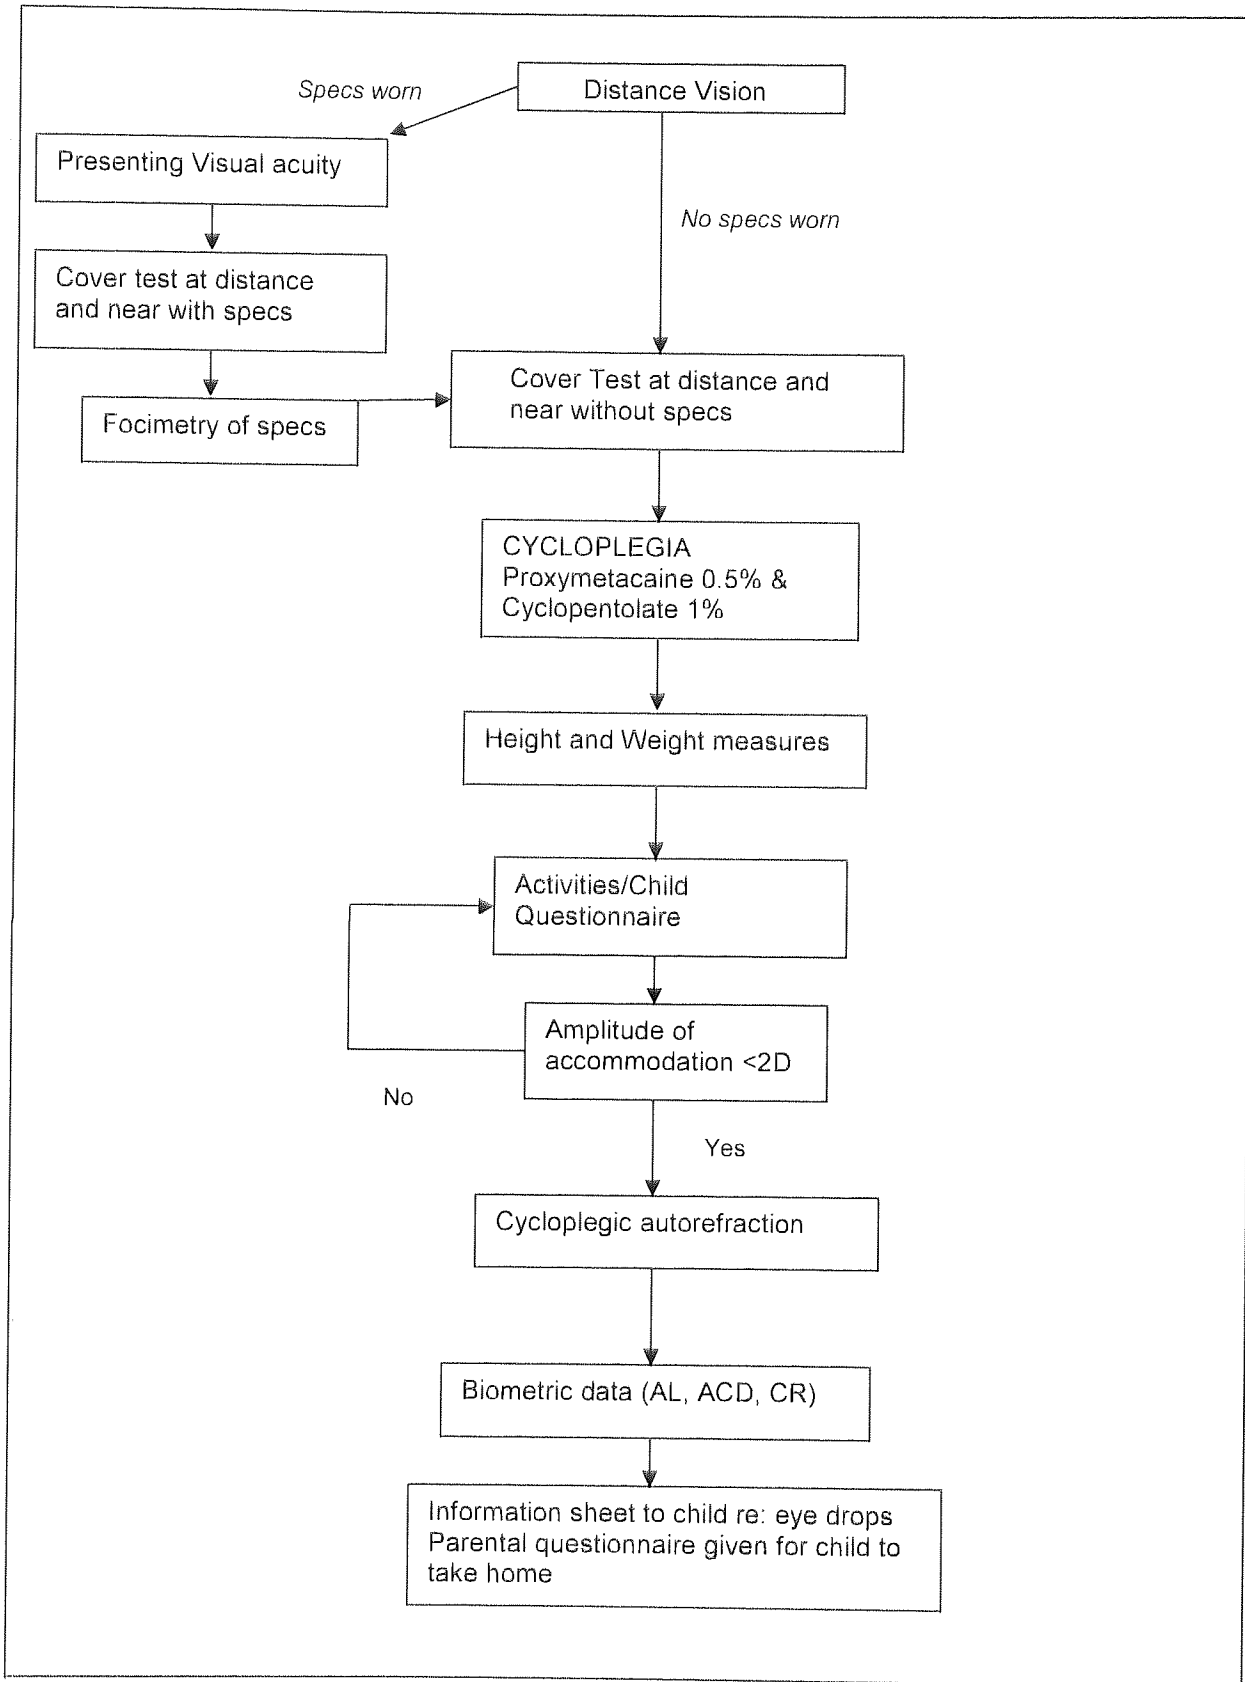 Distance Vision
Specs worn
Presenting Visual acuity
No specs worn
Cover test at distance
and near with specs
Cover Test at distance and
near without specs
Focimetry of specs
CYCLOPLEGIA
Proxymetacaine 0.5% &
Cyclopentolate 1%
Height and Weight measures
Activities/Child
Questionnaire
Amplitude of
accommodation <2D
No
Yes
Cycloplegic autorefraction
Biometric data (AL, ACD, CR)
Information sheet to child re: eye drops
Parental questionnaire given for child to
take home